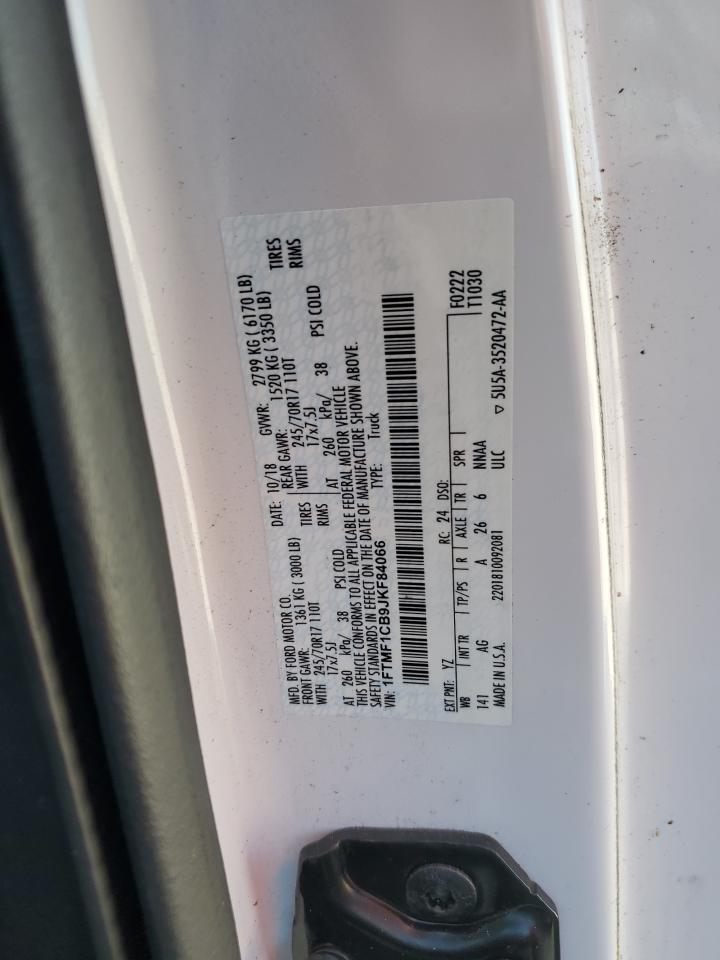 MFD. BY FORD MOTOR CO.
DATE: 10/18 GVWR: 2799 KG ( 6170 LB)
FRONT GAWR: 1361 KG ( 3000 LB) REAR GAWR: 1520 KG ( 3350 LB)
WITH 245/70R17 110T TIRES WITH 245/70R17 110T TIRES
17x7.5J RIMS 17x7.5J RIMS
AT 260 kPa/ 38 PSI COLD AT 260 kPa/ 38 PSI COLD
THIS VEHICLE CONFORMS TO ALL APPLICABLE FEDERAL MOTOR VEHICLE
SAFETY STANDARDS IN EFFECT ON THE DATE OF MANUFACTURE SHOWN ABOVE.
VIN: 1FTMF1CB9JKF84066 TYPE: Truck
F0222
T1030
EXT PNT: YZ RC: 24 DSO:
WB INT TR TP/PS R AXLE TR SPR
141 AG A 26 6 NNAA
MADE IN U.S.A. 2201810092081 ULC ▽ 5U5A-3520472-AA